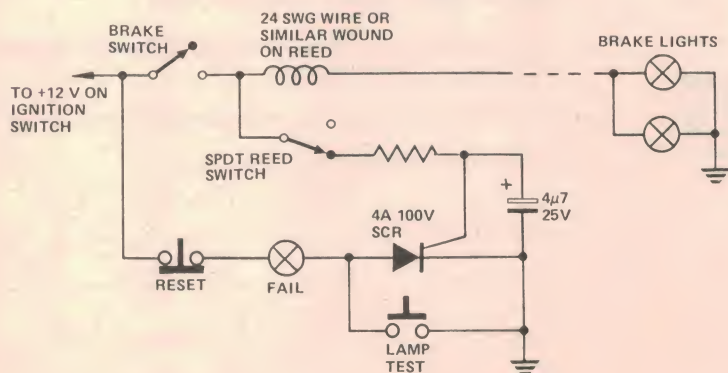 BRAKE
SWITCH
24 SWG WIRE OR
SIMILAR WOUND
ON REED
BRAKE LIGHTS
TO +12 V ON
IGNITION
SWITCH
SPDT REED
SWITCH
+
4μ7
25V
4A 100V
SCR
RESET
FAIL
LAMP
TEST